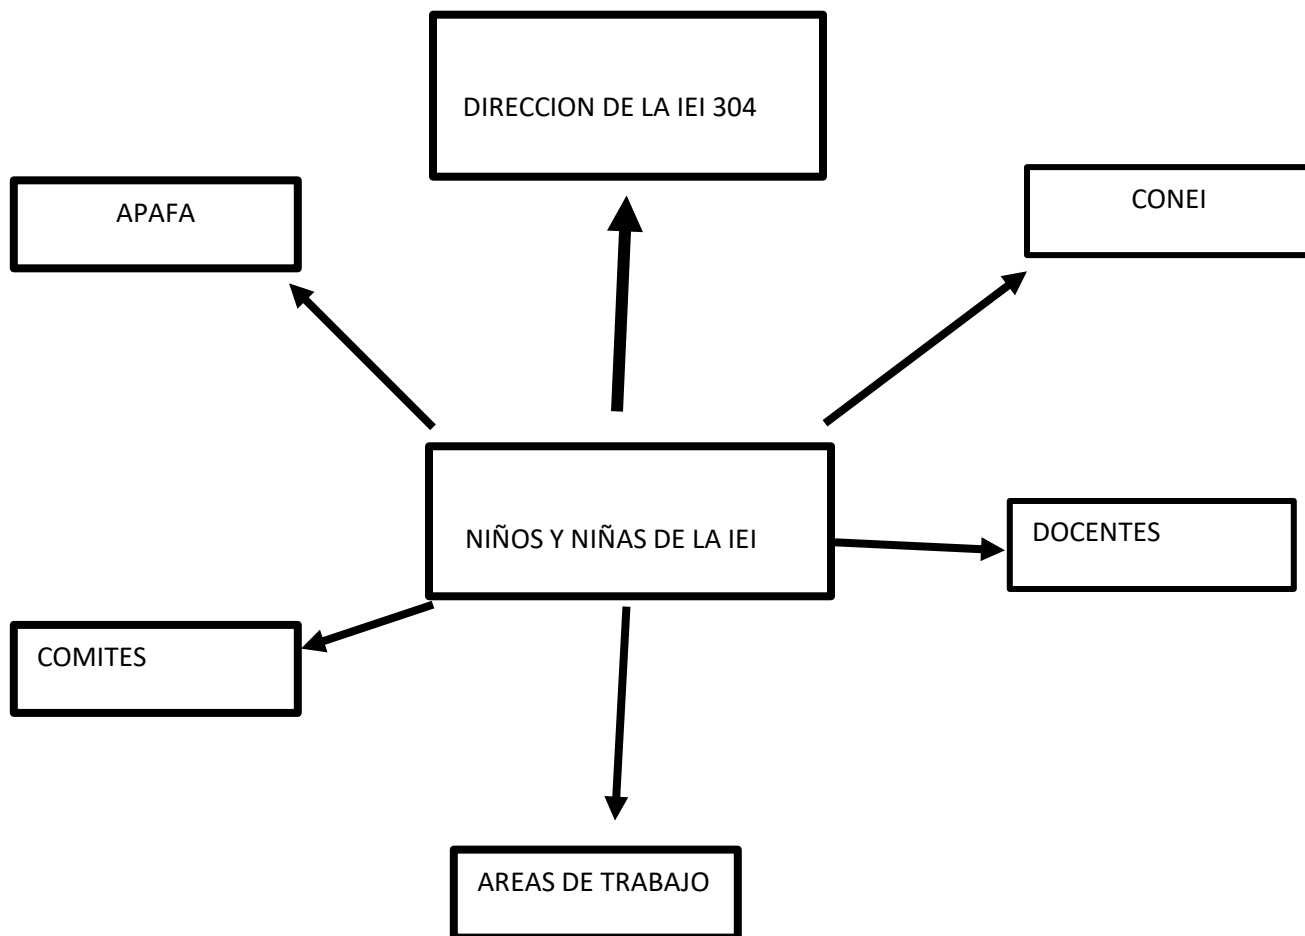 DIRECCION DE LA IEI 304
APAFA
CONEI
NIÑOS Y NIÑAS DE LA IEI
DOCENTES
COMITES
AREAS DE TRABAJO